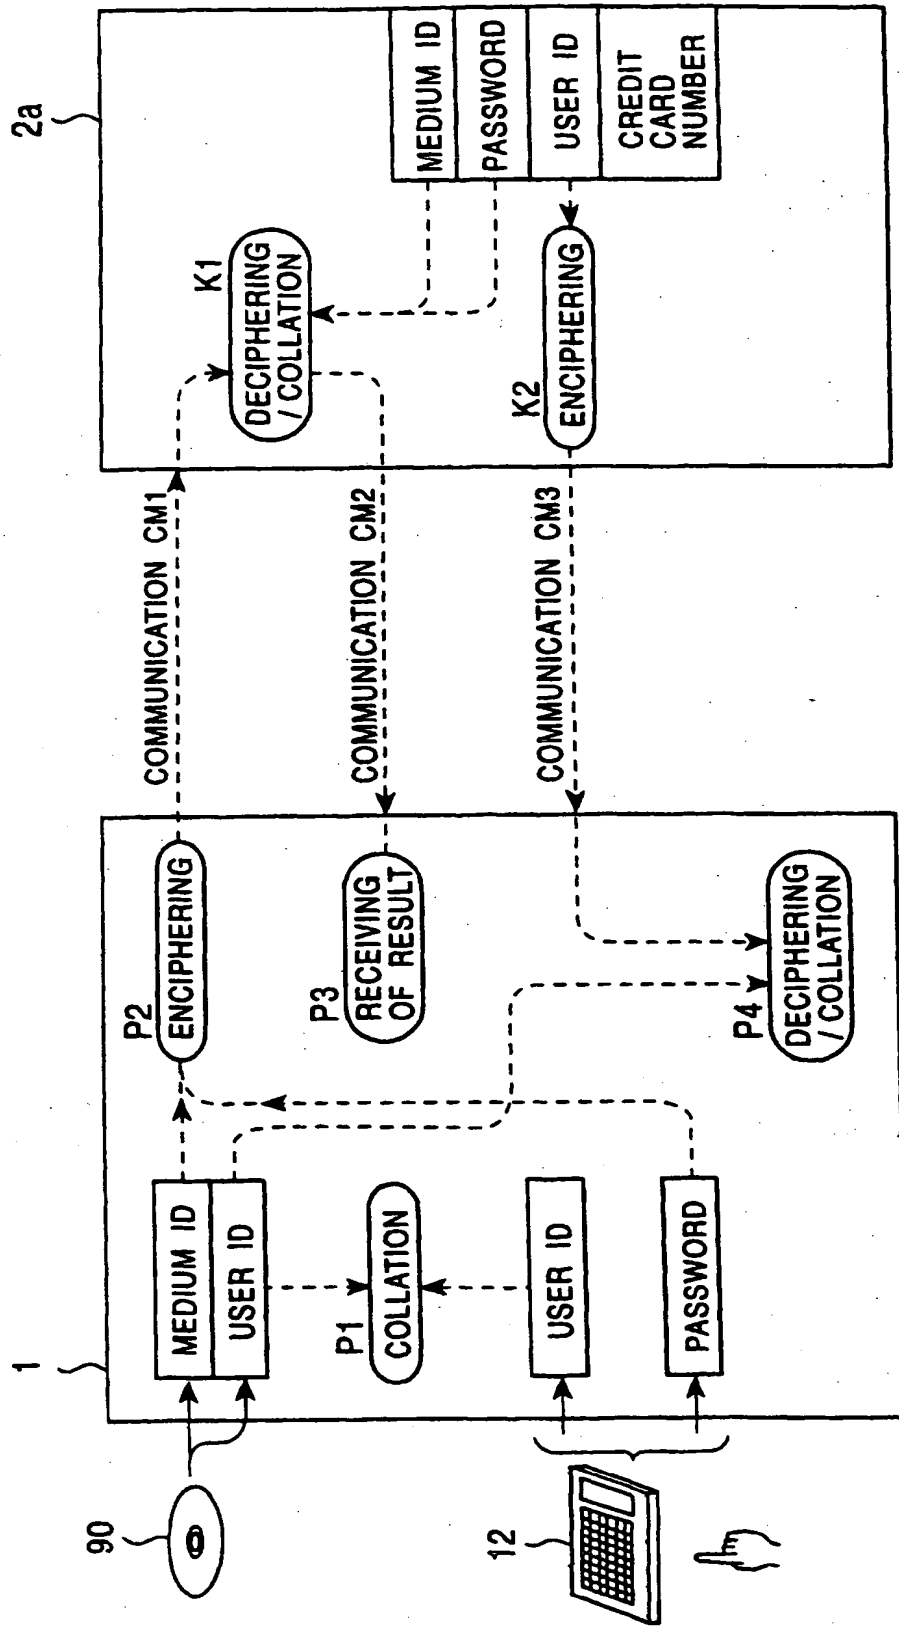 1
2a
90
MEDIUM ID
USER ID
P1
COLLATION
USER ID
PASSWORD
12
P2
ENCIPHERING
P3
RECEIVING
OF RESULT
P4
DECIPHERING
/ COLLATION
COMMUNICATION CM1
COMMUNICATION CM2
COMMUNICATION CM3
K1
DECIPHERING
/ COLLATION
K2
ENCIPHERING
MEDIUM ID
PASSWORD
USER ID
CREDIT
CARD
NUMBER